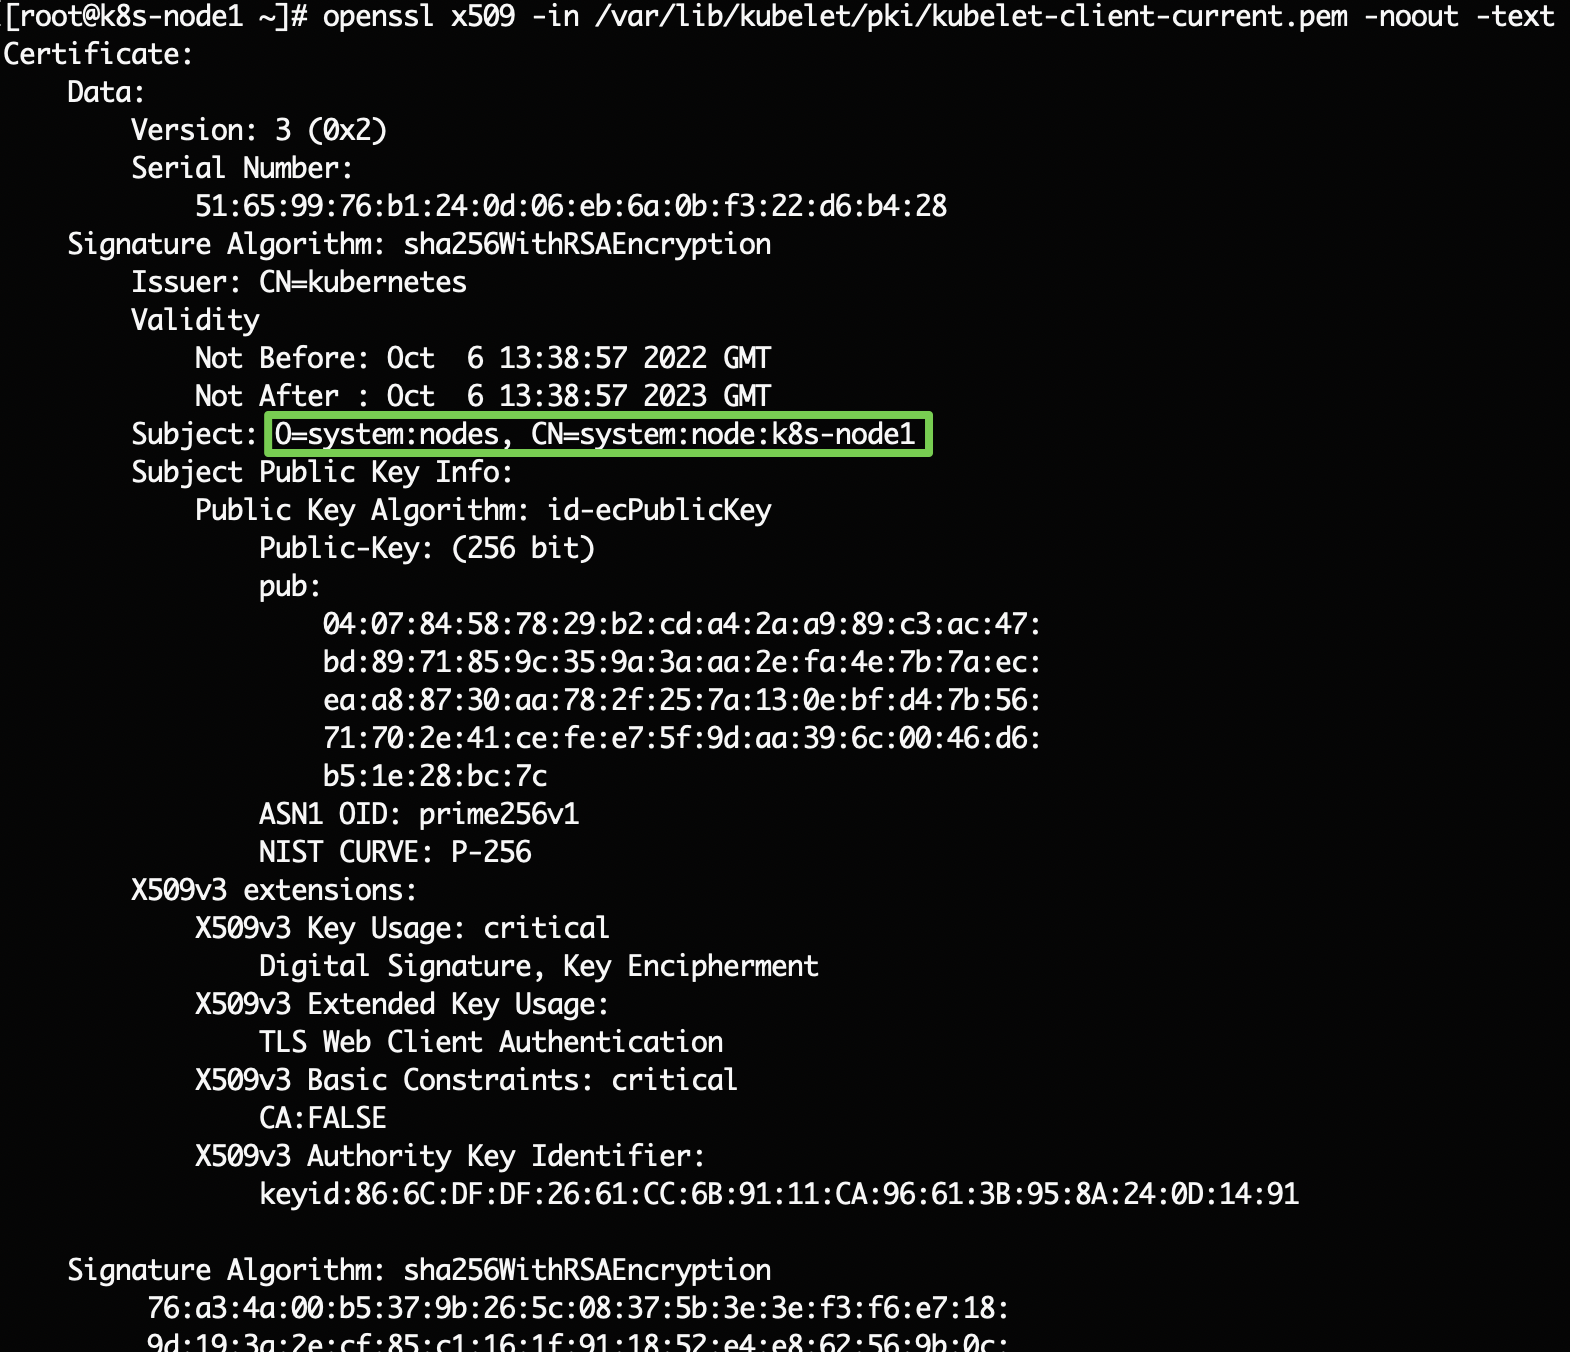 [root@k8s-node1 ~]# openssl x509 -in /var/lib/kubelet/pki/kubelet-client-current.pem -noout -text
Certificate:
    Data:
        Version: 3 (0x2)
        Serial Number:
            51:65:99:76:b1:24:0d:06:eb:6a:0b:f3:22:d6:b4:28
    Signature Algorithm: sha256WithRSAEncryption
        Issuer: CN=kubernetes
        Validity
            Not Before: Oct  6 13:38:57 2022 GMT
            Not After : Oct  6 13:38:57 2023 GMT
        Subject: O=system:nodes, CN=system:node:k8s-node1
        Subject Public Key Info:
            Public Key Algorithm: id-ecPublicKey
                Public-Key: (256 bit)
                pub:
                    04:07:84:58:78:29:b2:cd:a4:2a:a9:89:c3:ac:47:
                    bd:89:71:85:9c:35:9a:3a:aa:2e:fa:4e:7b:7a:ec:
                    ea:a8:87:30:aa:78:2f:25:7a:13:0e:bf:d4:7b:56:
                    71:70:2e:41:ce:fe:e7:5f:9d:aa:39:6c:00:46:d6:
                    b5:1e:28:bc:7c
                ASN1 OID: prime256v1
                NIST CURVE: P-256
        X509v3 extensions:
            X509v3 Key Usage: critical
                Digital Signature, Key Encipherment
            X509v3 Extended Key Usage:
                TLS Web Client Authentication
            X509v3 Basic Constraints: critical
                CA:FALSE
            X509v3 Authority Key Identifier:
                keyid:86:6C:DF:DF:26:61:CC:6B:91:11:CA:96:61:3B:95:8A:24:0D:14:91
    Signature Algorithm: sha256WithRSAEncryption
         76:a3:4a:00:b5:37:9b:26:5c:08:37:5b:3e:3e:f3:f6:e7:18:
         9d:19:3a:2e:cf:85:c1:16:1f:91:18:52:e4:e8:62:56:9b:0c: